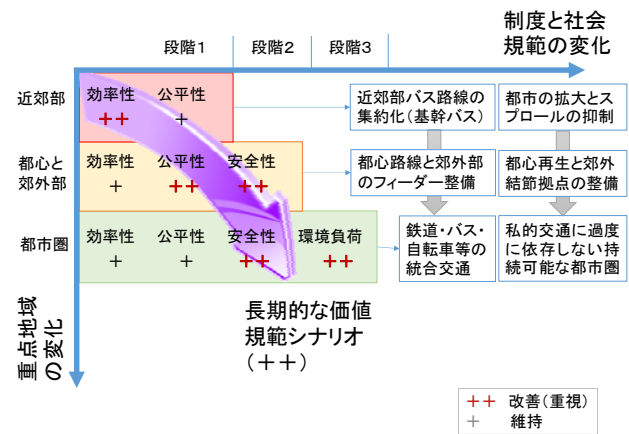 制度と社会
規範の変化
段階1
段階2
段階3
近郊部
効率性
公平性
++
+
近郊部バス路線の
集約化(基幹バス)
都市の拡大とス
プロールの抑制
都心と
郊外部
効率性
公平性
安全性
+
++
++
都心路線と郊外部
のフィーダー整備
都心再生と郊外
結節拠点の整備
都市圏
効率性
公平性
安全性
環境負荷
+
+
++
++
鉄道・バス・
自転車等の
統合交通
私的交通に過度
に依存しない持
続可能な都市圏
長期的な価値
規範シナリオ
(++)
重点地域
の変化
++ 改善(重視)
+ 維持